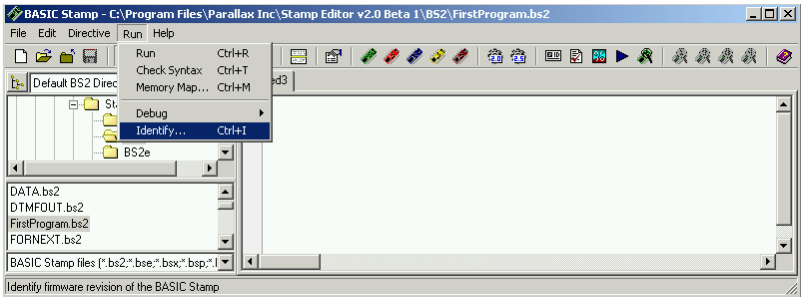 BASIC Stamp - C:\Program Files\Parallax Inc\Stamp Editor v2.0 Beta 1\BS2\FirstProgram.bs2
File Edit Directive Run Help
Run Ctrl+R
Check Syntax Ctrl+T
Memory Map... Ctrl+M
Debug
Identify... Ctrl+I
Default BS2 Direc
ed3
St
BS2e
DATA.bs2
DTMFOUT.bs2
FirstProgram.bs2
FORNEXT.bs2
BASIC Stamp files (*.bs2;*.bse;*.bsx;*.bsp;*.l
Identify firmware revision of the BASIC Stamp